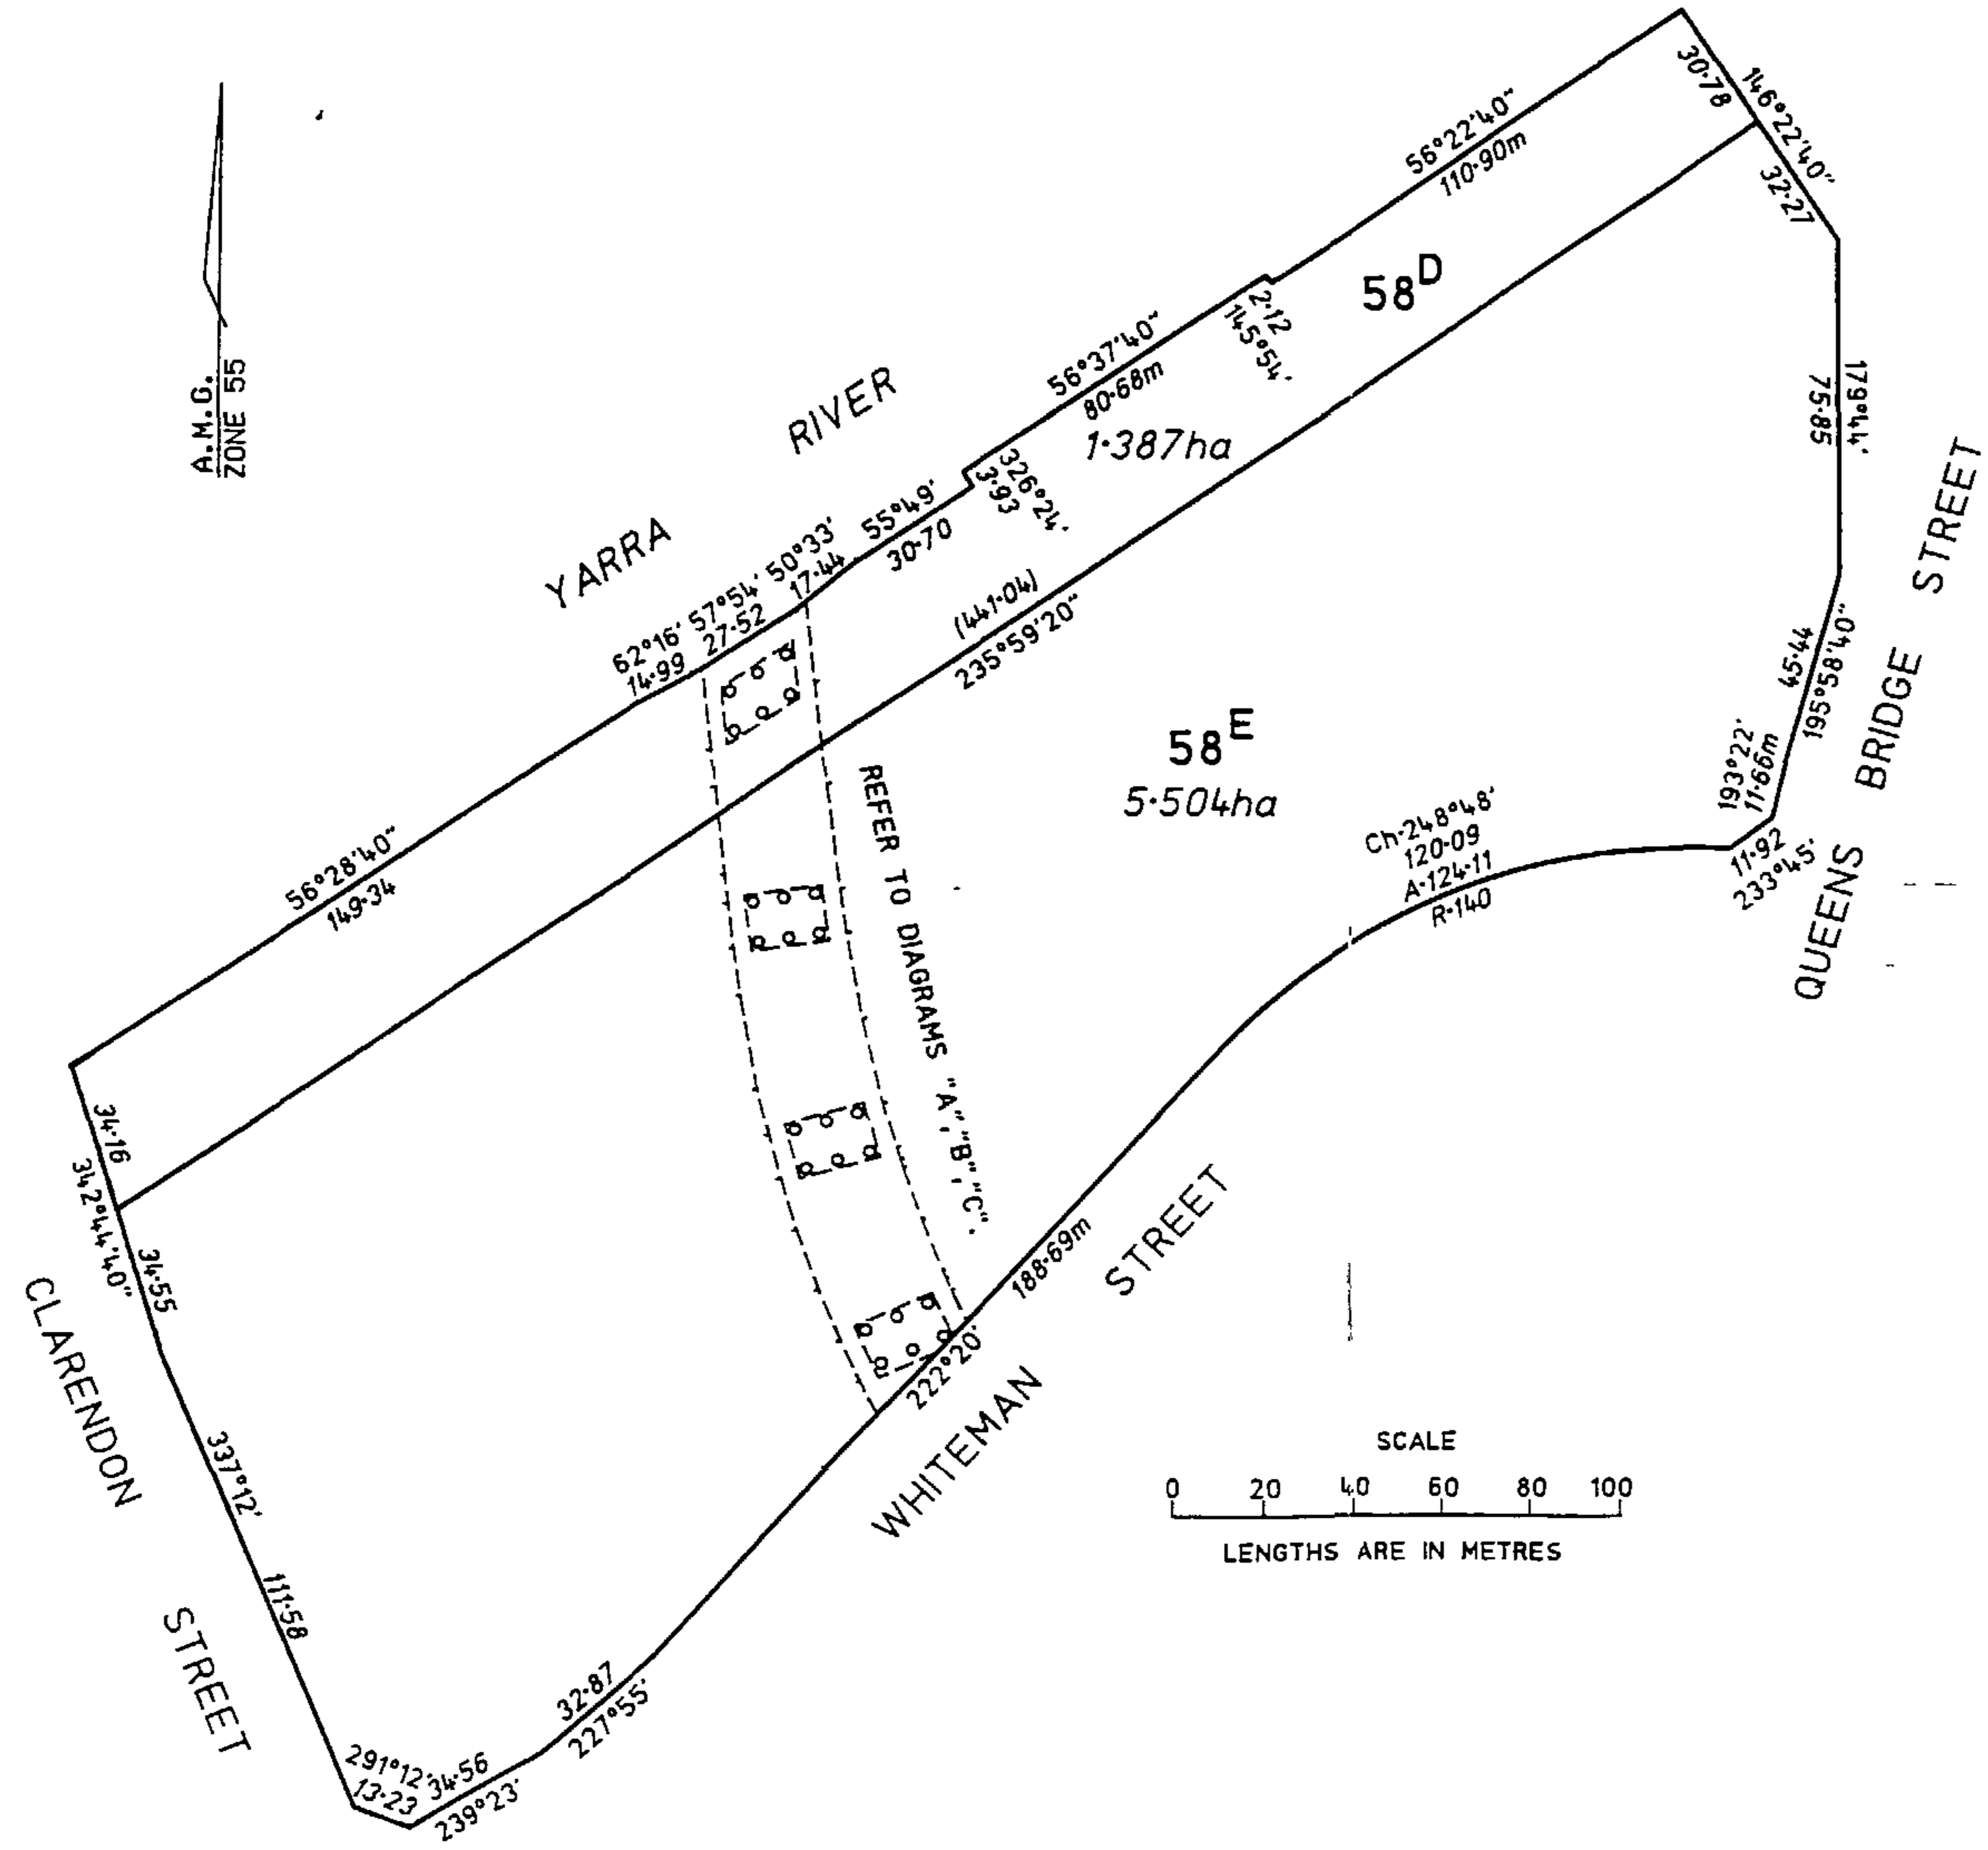 30·78
146°22'40"
32·27
56°22'40"
110·90m
58D
2·12
145°54'
56°37'40"
80·68m
1·387ha
A.M.G.
ZONE 55
YARRA RIVER
326°24'
3·93
55°49'
30·70
50°33'
17·44
57°54'
27·52
62°16'
14·99
(441·04)
235°59'20"
179°44'
75·85
58E
5·504ha
45·44
195°58'40"
193°22'
11·66m
11·92
233°45'
QUEENS BRIDGE STREET
Ch·248°48'
120·09
A·124·11
R·140
REFER TO DIAGRAMS "A","B","C".
56°28'40"
149·34
34·16
342°44'40"
34·55
CLARENDON STREET
337°12'
111·58
188·69m
222°20'
WHITEMAN STREET
32·87
227°55'
291°12'
13·23
34·56
239°23'
SCALE
0 20 40 60 80 100
LENGTHS ARE IN METRES